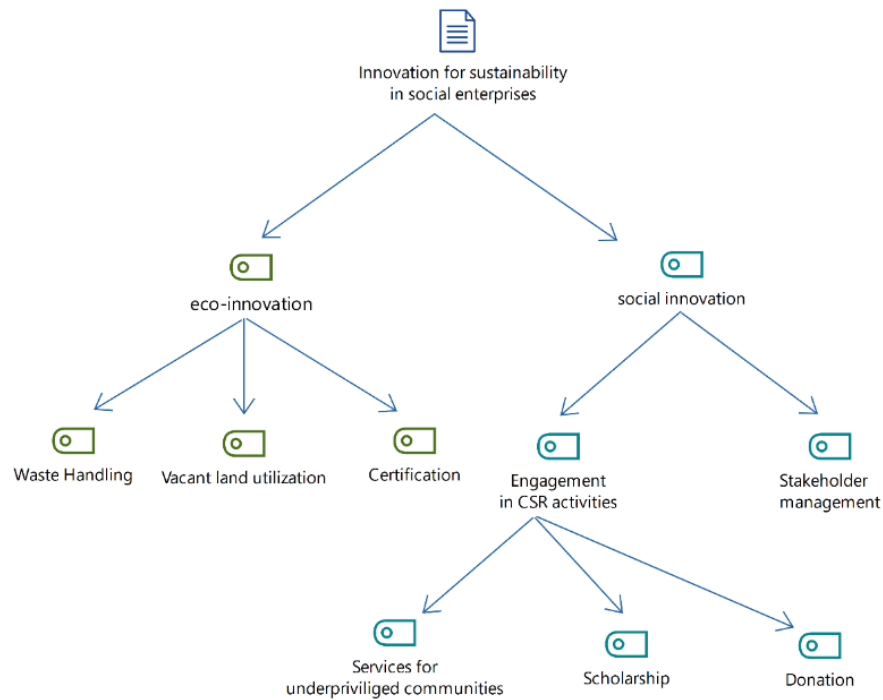 Innovation for sustainability
in social enterprises
eco-innovation
social innovation
Waste Handling
Vacant land utilization
Certification
Engagement
in CSR activities
Stakeholder
management
Services for
underpriviliged communities
Scholarship
Donation